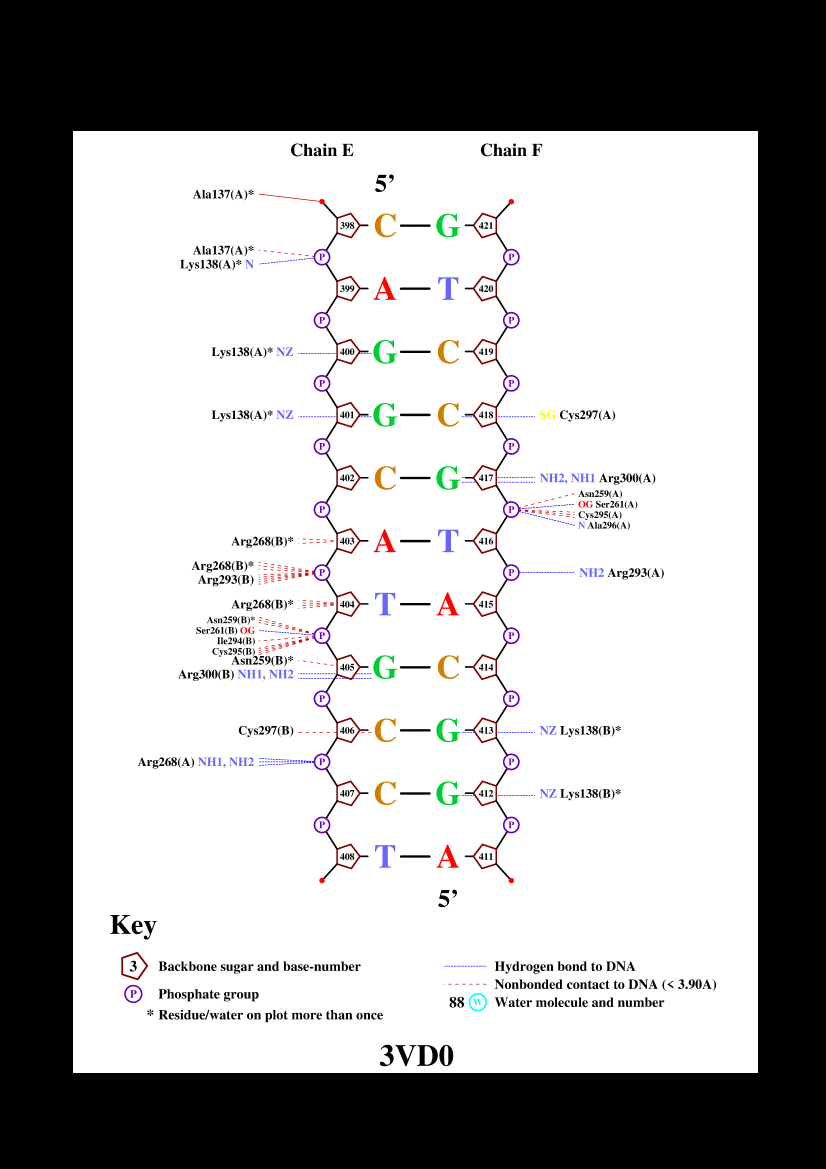 Chain E Chain F
5’
Ala137(A)*
398 C G 421
Ala137(A)*
P P
Lys138(A)* N
399 A T 420
P P
Lys138(A)* NZ 400 G C 419
P P
Lys138(A)* NZ 401 G C 418 SG Cys297(A)
P P
402 C G 417 NH2, NH1 Arg300(A)
Asn259(A)
P P OG Ser261(A)
Cys295(A)
N Ala296(A)
Arg268(B)* 403 A T 416
Arg268(B)*
P P NH2 Arg293(A)
Arg293(B)
Arg268(B)* 404 T A 415
Asn259(B)*
Ser261(B) OG
P P
Ile294(B)
Cys295(B)
Asn259(B)*
405 G C 414
Arg300(B) NH1, NH2
P P
Cys297(B) 406 C G 413 NZ Lys138(B)*
Arg268(A) NH1, NH2 P P
407 C G 412 NZ Lys138(B)*
P P
408 T A 411
5’
Key
3 Backbone sugar and base-number
P Phosphate group
* Residue/water on plot more than once
Hydrogen bond to DNA
Nonbonded contact to DNA (< 3.90A)
88 W Water molecule and number
3VD0